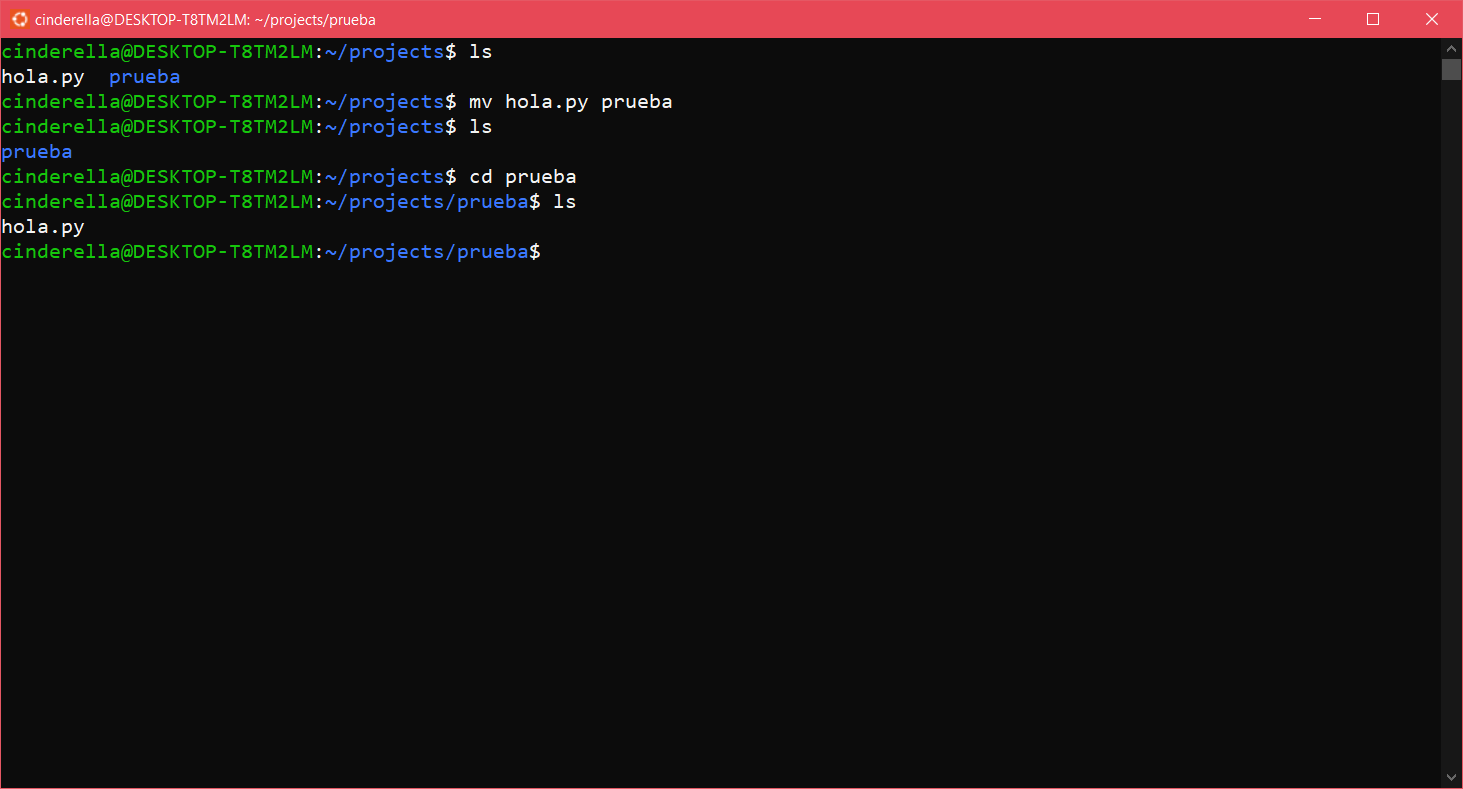 cinderella@DESKTOP-T8TM2LM: ~/projects/prueba
cinderella@DESKTOP-T8TM2LM:~/projects$ ls
hola.py  prueba
cinderella@DESKTOP-T8TM2LM:~/projects$ mv hola.py prueba
cinderella@DESKTOP-T8TM2LM:~/projects$ ls
prueba
cinderella@DESKTOP-T8TM2LM:~/projects$ cd prueba
cinderella@DESKTOP-T8TM2LM:~/projects/prueba$ ls
hola.py
cinderella@DESKTOP-T8TM2LM:~/projects/prueba$